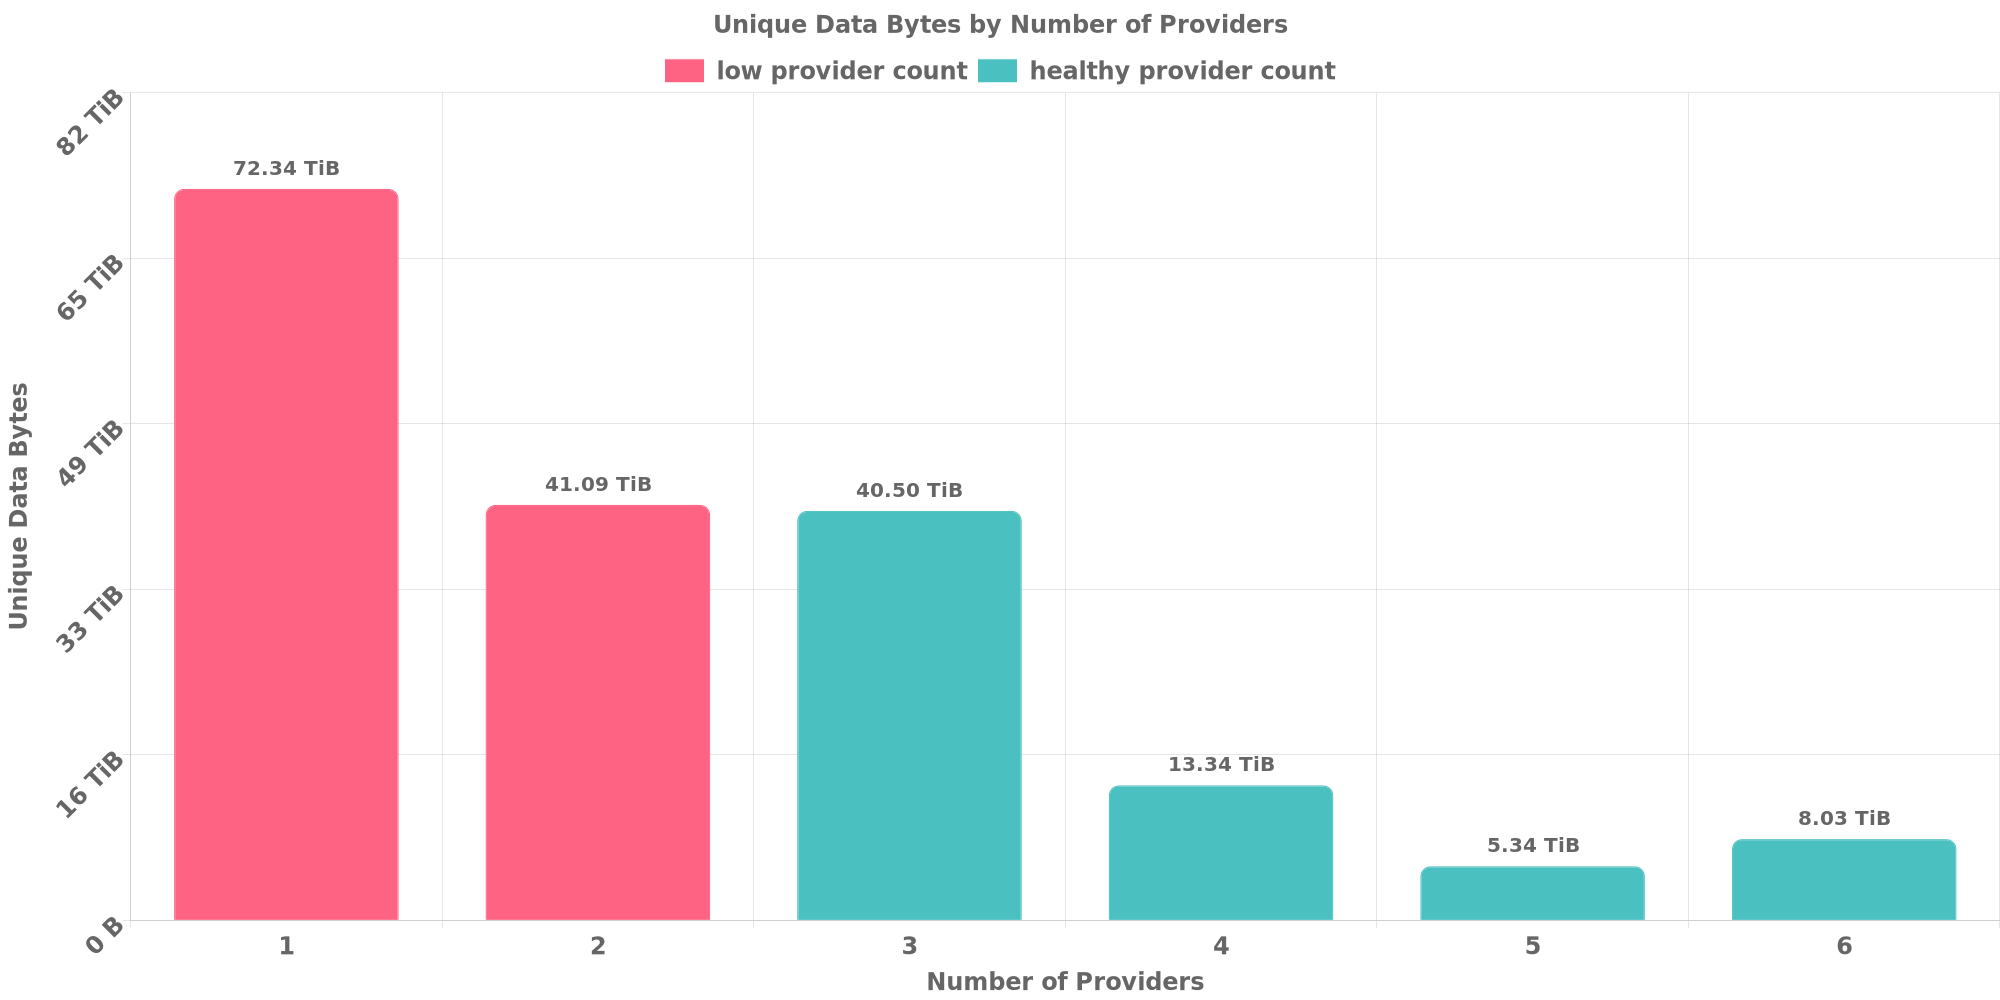 Unique Data Bytes by Number of Providers
low provider count
healthy provider count
82 TiB
65 TiB
49 TiB
33 TiB
16 TiB
0 B
Unique Data Bytes
72.34 TiB
41.09 TiB
40.50 TiB
13.34 TiB
5.34 TiB
8.03 TiB
1
2
3
4
5
6
Number of Providers